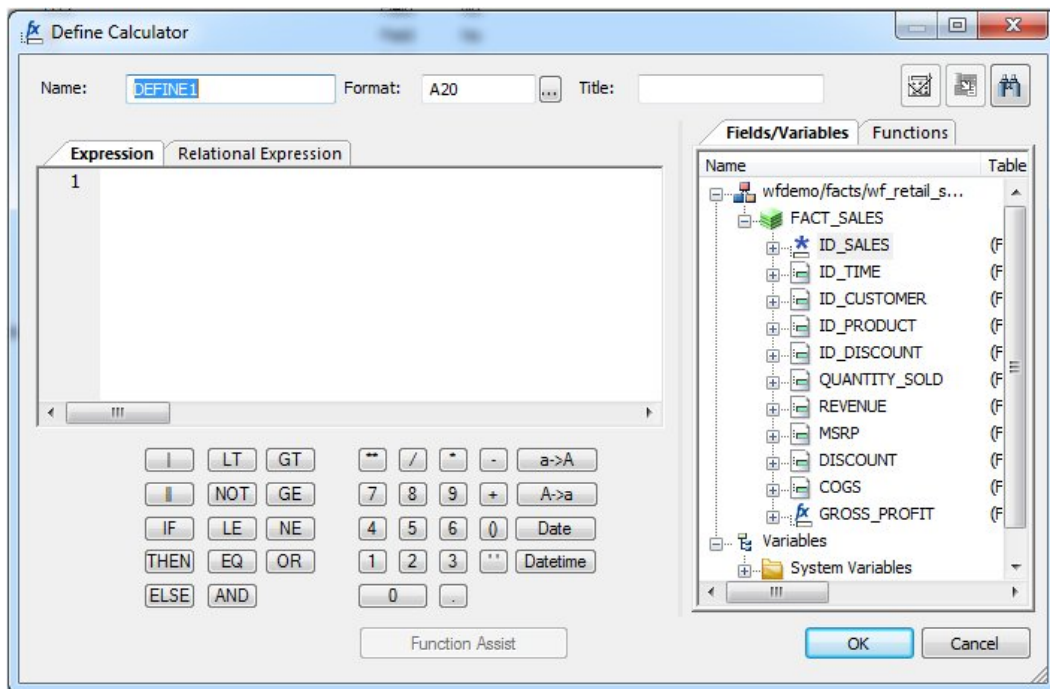 Define Calculator
Name: DEFINE1 Format: A20 ... Title:
Expression Relational Expression
1
Fields/Variables Functions
Name Table
wfdemo/facts/wf_retail_s...
FACT_SALES
ID_SALES (F
ID_TIME (F
ID_CUSTOMER (F
ID_PRODUCT (F
ID_DISCOUNT (F
QUANTITY_SOLD (F
REVENUE (F
MSRP (F
DISCOUNT (F
COGS (F
GROSS_PROFIT (F
Variables
System Variables
| LT GT ** / * - a->A
|| NOT GE 7 8 9 + A->a
IF LE NE 4 5 6 () Date
THEN EQ OR 1 2 3 ' ' Datetime
ELSE AND 0 .
Function Assist
OK Cancel